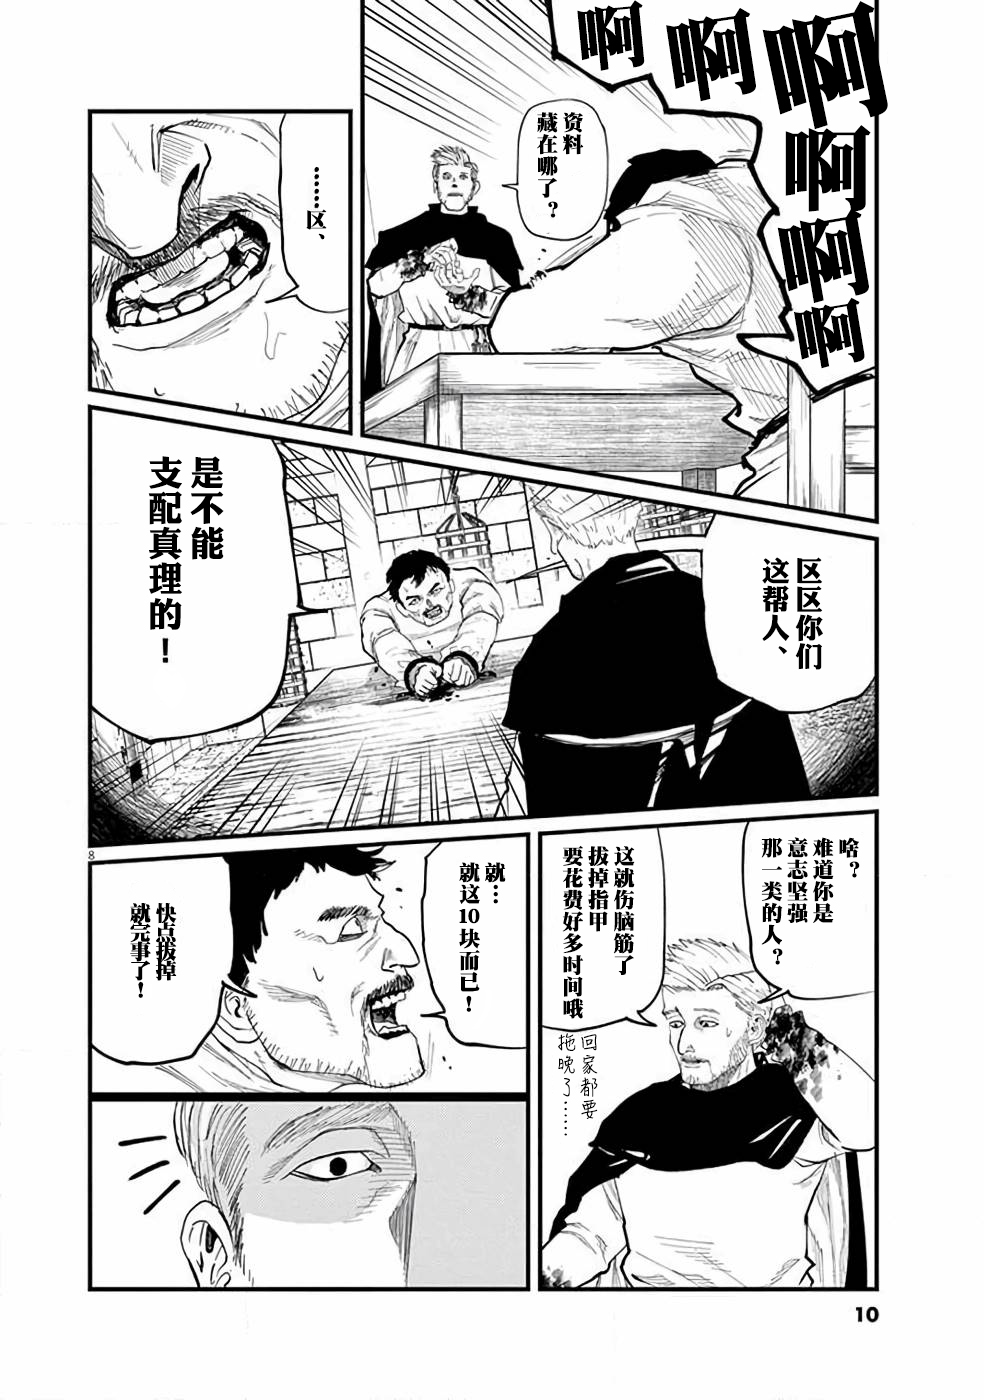 啊
啊
啊
啊
啊
啊
资料
藏在哪了？
……区、
区区你们
这帮人、
是不能
支配真理的！
啥？
难道你是
意志坚强
那一类的人？
这就伤脑筋了
拔掉指甲
要花费好多时间哦
回家都要
拖晚了……
就…
就这10块而已！
快点拔掉
就完事了！
8
10